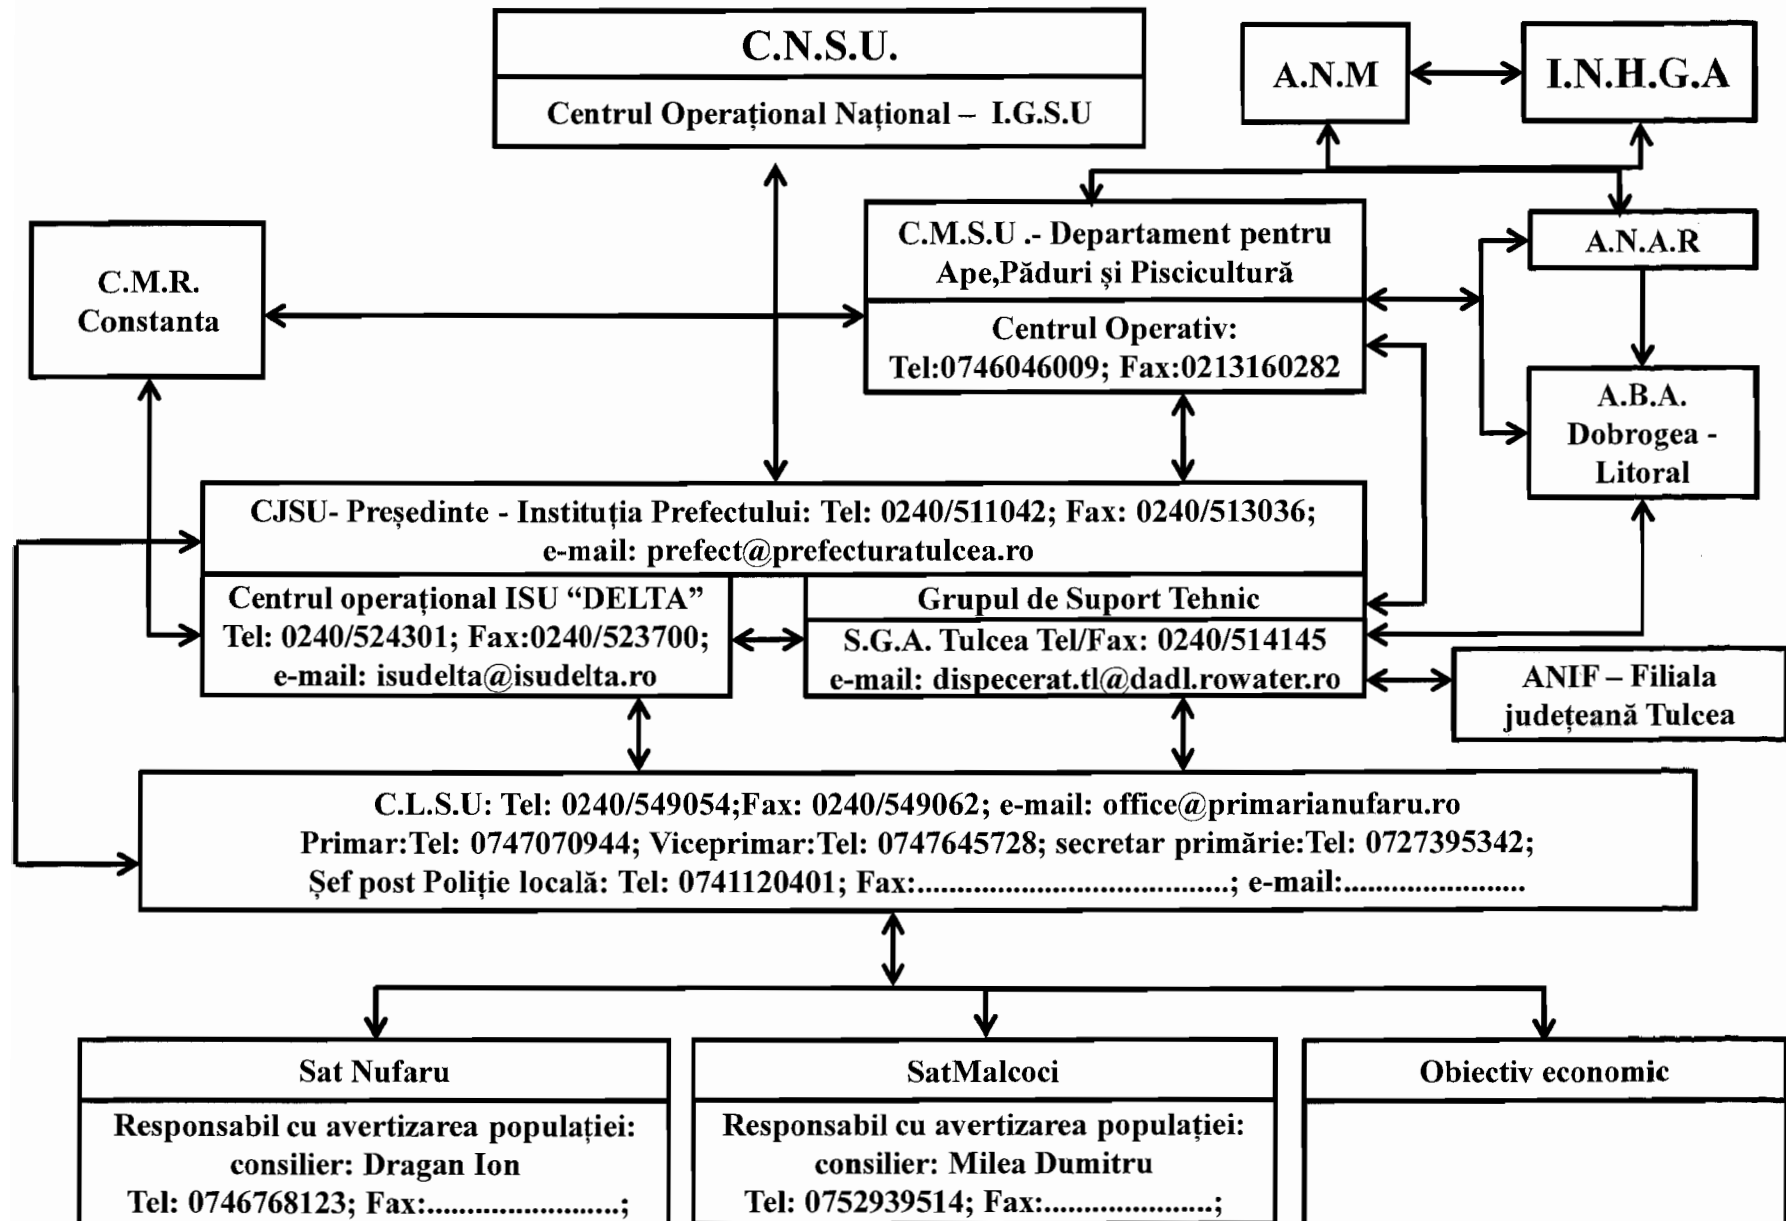 C.N.S.U.
Centrul Operațional Național – I.G.S.U
A.N.M
I.N.H.G.A
C.M.R.
Constanta
C.M.S.U .- Departament pentru
Ape,Păduri și Piscicultură
Centrul Operativ:
Tel:0746046009; Fax:0213160282
A.N.A.R
A.B.A.
Dobrogea -
Litoral
CJSU- Președinte - Instituția Prefectului: Tel: 0240/511042; Fax: 0240/513036;
e-mail: prefect@prefecturatulcea.ro
Centrul operațional ISU “DELTA”
Tel: 0240/524301; Fax:0240/523700;
e-mail: isudelta@isudelta.ro
Grupul de Suport Tehnic
S.G.A. Tulcea Tel/Fax: 0240/514145
e-mail: dispecerat.tl@dadl.rowater.ro
ANIF – Filiala
județeană Tulcea
C.L.S.U: Tel: 0240/549054;Fax: 0240/549062; e-mail: office@primarianufaru.ro
Primar:Tel: 0747070944; Viceprimar:Tel: 0747645728; secretar primărie:Tel: 0727395342;
Șef post Poliție locală: Tel: 0741120401; Fax:.......................................; e-mail:.......................
Sat Nufaru
Responsabil cu avertizarea populației:
consilier: Dragan Ion
Tel: 0746768123; Fax:........................;
SatMalcoci
Responsabil cu avertizarea populației:
consilier: Milea Dumitru
Tel: 0752939514; Fax:.....................;
Obiectiv economic